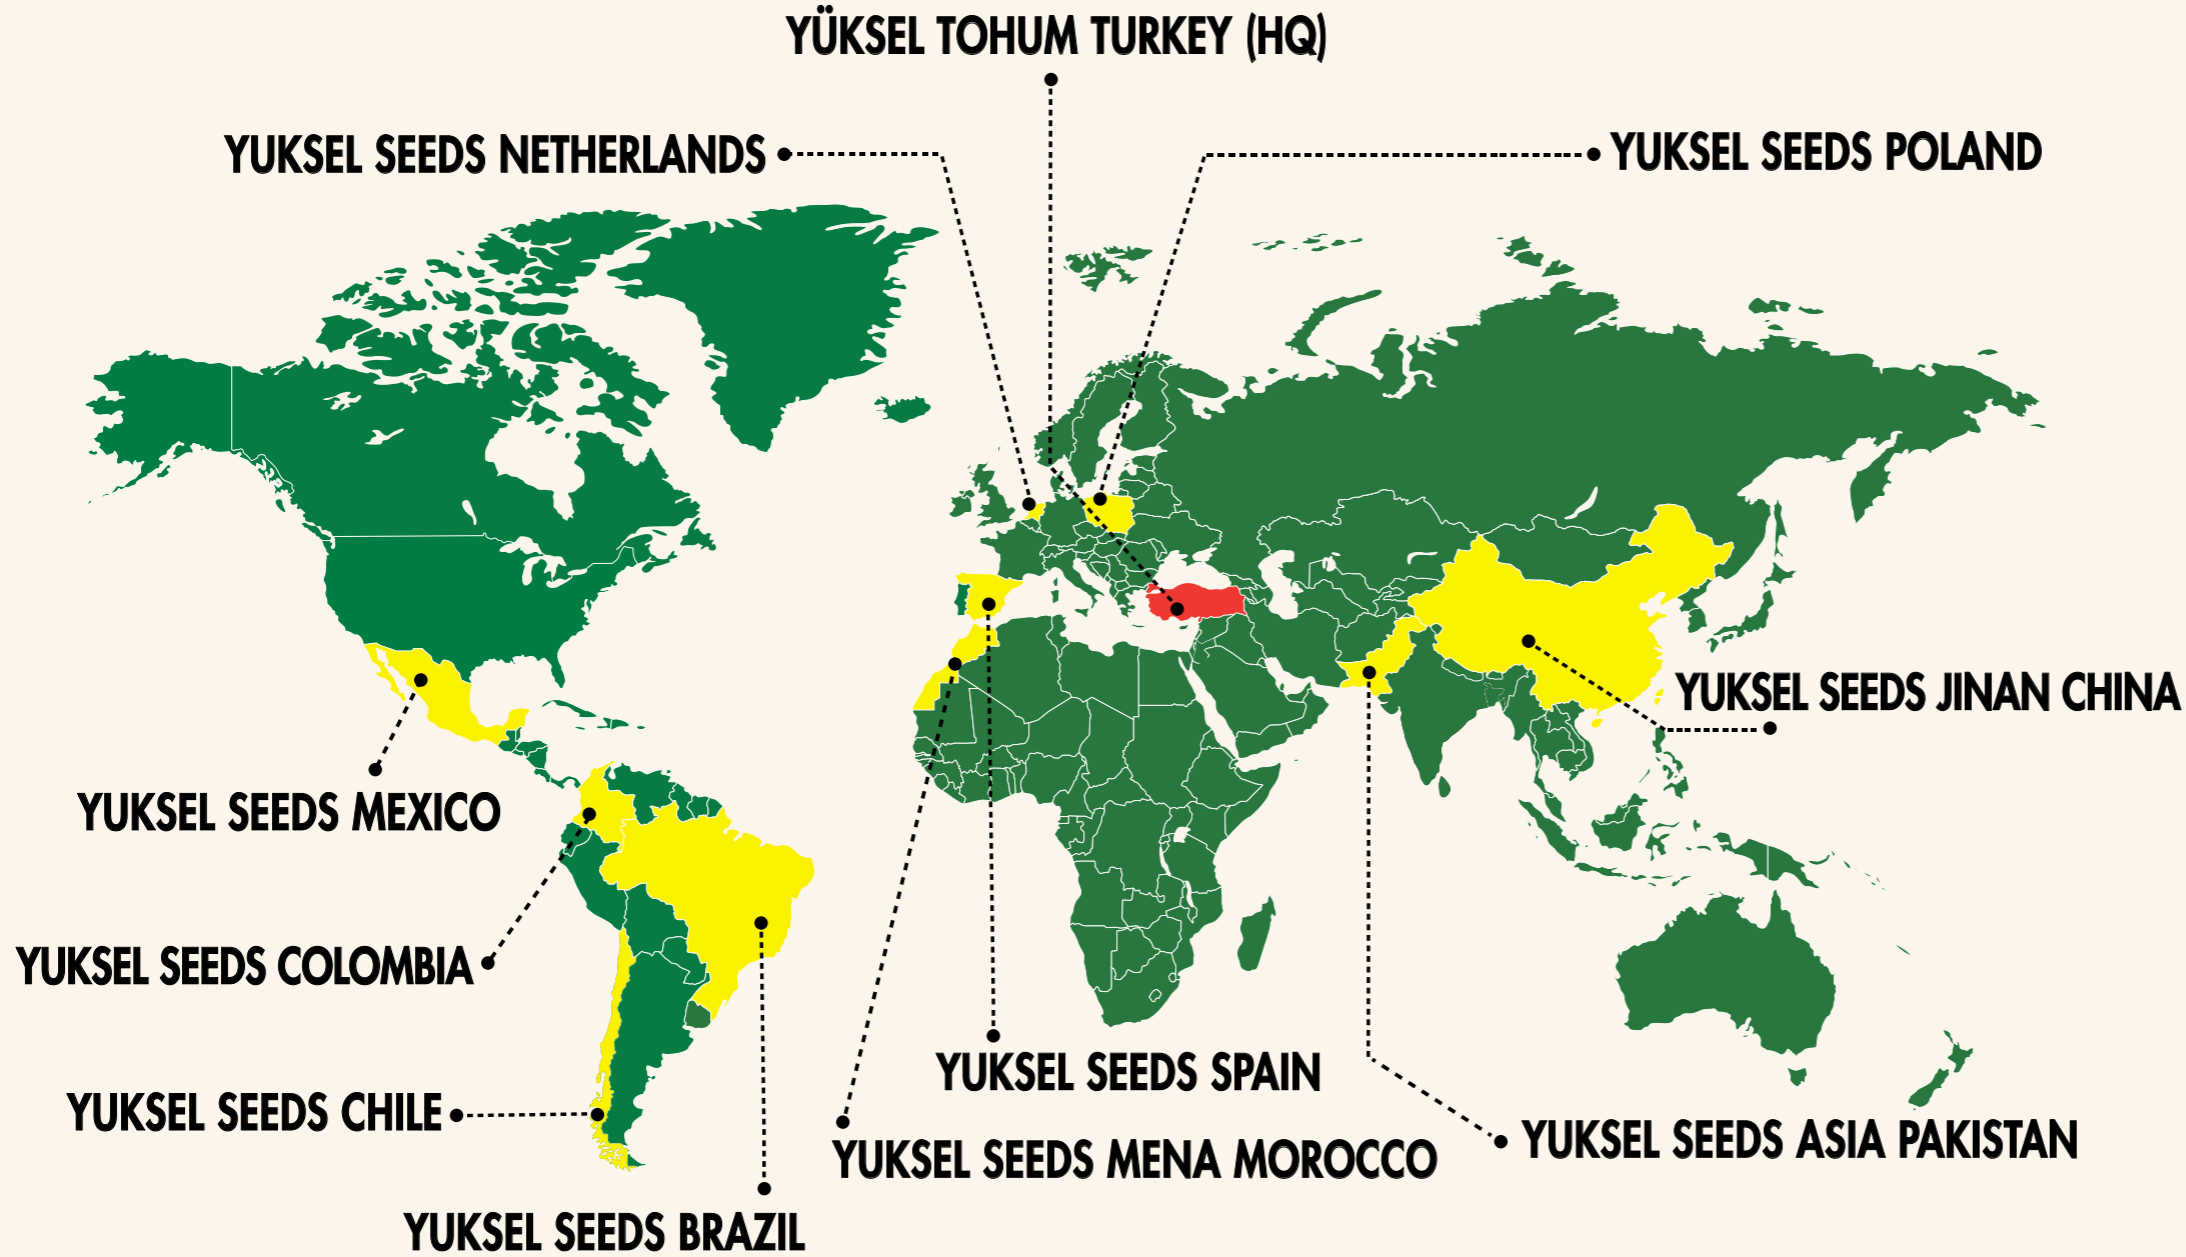 YÜKSEL TOHUM TURKEY (HQ)
YUKSEL SEEDS NETHERLANDS
YUKSEL SEEDS POLAND
YUKSEL SEEDS JINAN CHINA
YUKSEL SEEDS MEXICO
YUKSEL SEEDS COLOMBIA
YUKSEL SEEDS SPAIN
YUKSEL SEEDS CHILE
YUKSEL SEEDS MENA MOROCCO
YUKSEL SEEDS ASIA PAKISTAN
YUKSEL SEEDS BRAZIL